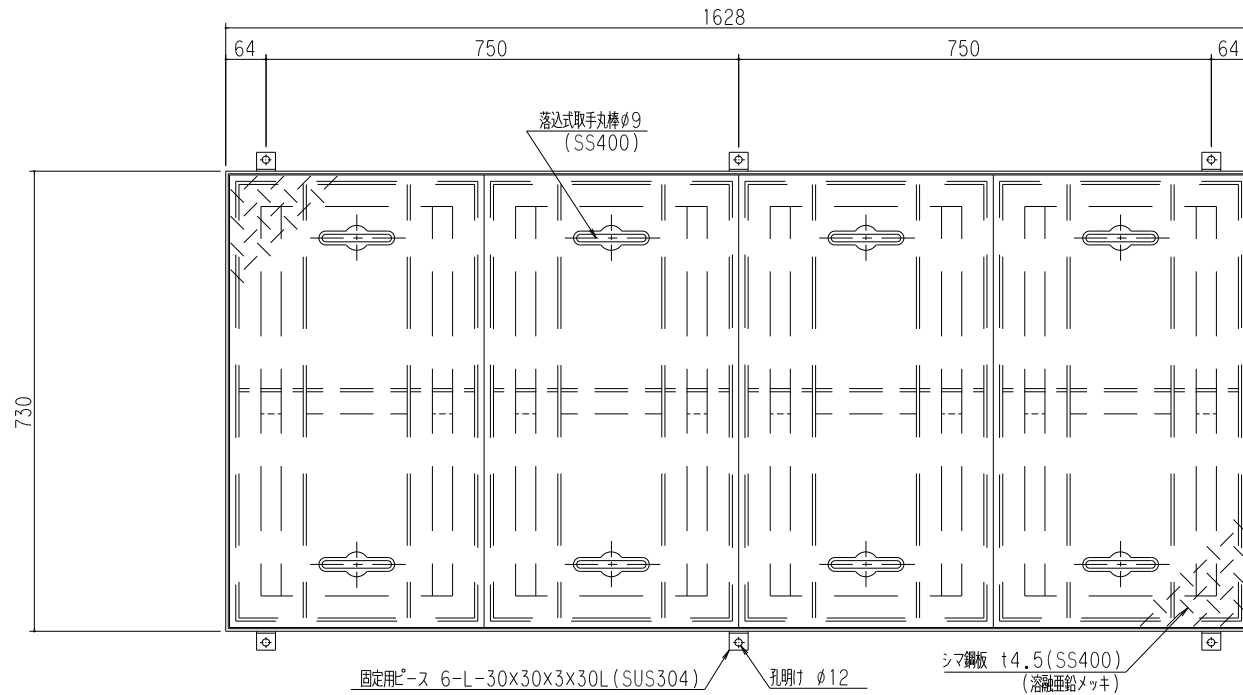 1628
64
750
750
64
落込式取手丸棒φ9
(SS400)
730
固定用ピース 6-L-30X30X3X30L(SUS304)
孔明け φ12
シマ鋼板 t4.5(SS400)
(溶融亜鉛メッキ)